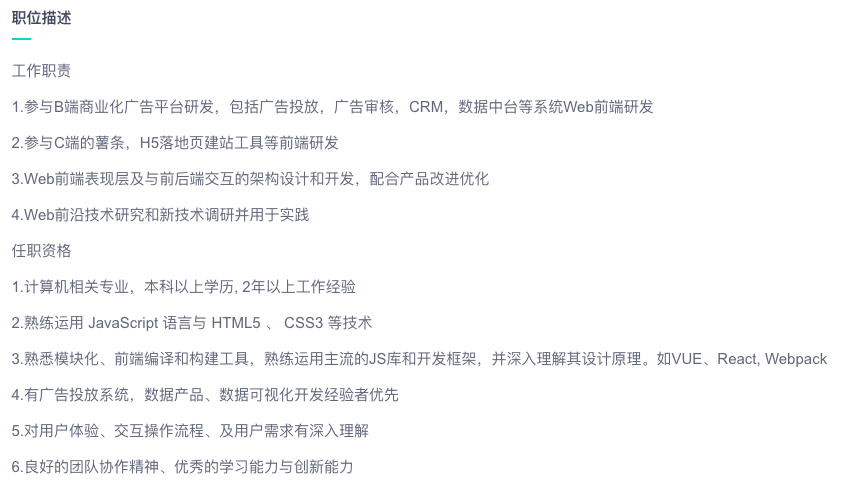 职位描述
工作职责
1.参与B端商业化广告平台研发，包括广告投放，广告审核，CRM，数据中台等系统Web前端研发
2.参与C端的薯条，H5落地页建站工具等前端研发
3.Web前端表现层及与前后端交互的架构设计和开发，配合产品改进优化
4.Web前沿技术研究和新技术调研并用于实践
任职资格
1.计算机相关专业，本科以上学历, 2年以上工作经验
2.熟练运用 JavaScript 语言与 HTML5 、 CSS3 等技术
3.熟悉模块化、前端编译和构建工具，熟练运用主流的JS库和开发框架，并深入理解其设计原理。如VUE、React, Webpack
4.有广告投放系统，数据产品、数据可视化开发经验者优先
5.对用户体验、交互操作流程、及用户需求有深入理解
6.良好的团队协作精神、优秀的学习能力与创新能力